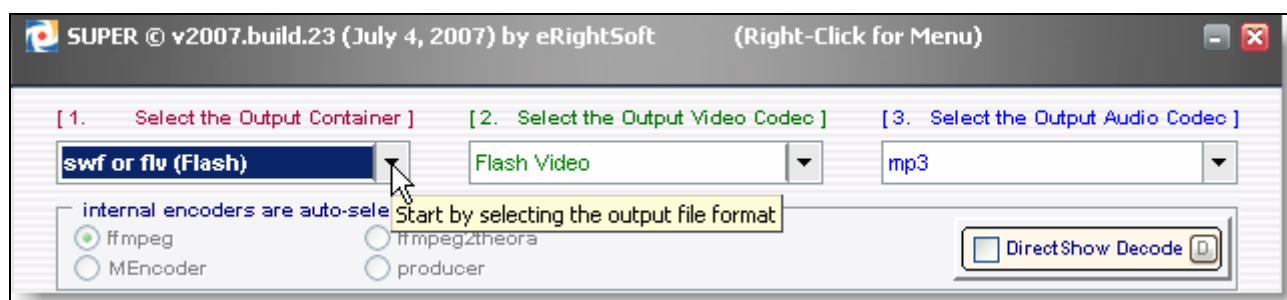 SUPER © v2007.build.23 (July 4, 2007) by eRightSoft (Right-Click for Menu)
[ 1. Select the Output Container ] [ 2. Select the Output Video Codec ] [ 3. Select the Output Audio Codec ]
swf or flv (Flash) Flash Video mp3
internal encoders are auto-sele
Start by selecting the output file format
ffmpeg ffmpeg2theora
DirectShow Decode D
MEncoder producer